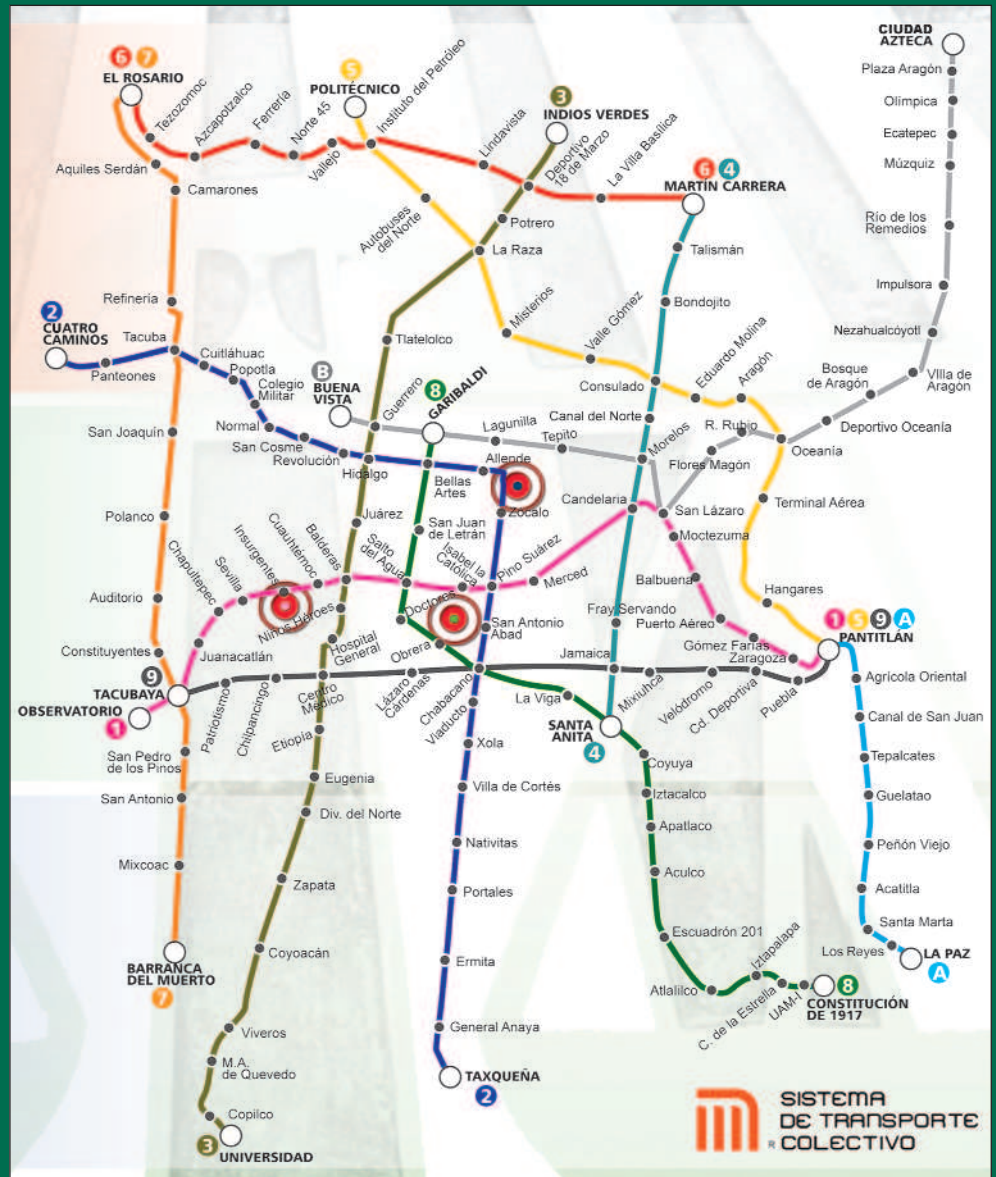 CIUDAD
AZTECA
Plaza Aragón
Olímpica
Ecatepec
Múzquiz
Río de los
Remedios
Impulsora
Nezahualcóyotl
VIlla de
Aragón
Bosque
de Aragón
Deportivo Oceanía
Oceanía
R. Rubio
Flores Magón
San Lázaro
Morelos
Tepito
Lagunilla
GARIBALDI
8
Guerrero
B
BUENA
VISTA
6 7
EL ROSARIO
Tezozomoc
Azcapotzalco
Ferrería
Norte 45
Vallejo
Instituto del Petróleo
Lindavista
Deportivo
18 de Marzo
La Villa Basílica
6 4
MARTÍN CARRERA
5
POLITÉCNICO
Autobuses
del Norte
La Raza
Misterios
Valle Gómez
Consulado
Eduardo Molina
Aragón
Terminal Aérea
Hangares
1 5 9 A
PANTITLÁN
3
INDIOS VERDES
Potrero
Tlatelolco
Hidalgo
Juárez
Balderas
Niños Héroes
Hospital
General
Centro
Médico
Etiopía
Eugenia
Div. del Norte
Zapata
Coyoacán
Viveros
M.A.
de Quevedo
Copilco
3
UNIVERSIDAD
Talismán
Bondojito
Canal del Norte
Candelaria
Fray Servando
Jamaica
SANTA
ANITA
4
Aquiles Serdán
Camarones
Refinería
Tacuba
San Joaquín
Polanco
Auditorio
Constituyentes
9
TACUBAYA
San Pedro
de los Pinos
San Antonio
Mixcoac
BARRANCA
DEL MUERTO
7
2
CUATRO
CAMINOS
Panteones
Cuitláhuac
Popotla
Colegio
Militar
Normal
San Cosme
Revolución
Bellas
Artes
Allende
Zócalo
Pino Suárez
San Antonio
Abad
Chabacano
Viaducto
Xola
Villa de Cortés
Nativitas
Portales
Ermita
General Anaya
TAXQUEÑA
2
OBSERVATORIO
1
Juanacatlán
Chapultepec
Sevilla
Insurgentes
Cuauhtémoc
Salto
del Agua
Isabel la
Católica
Merced
Moctezuma
Balbuena
Puerto Aéreo
Gómez Farías
Zaragoza
San Juan
de Letrán
Doctores
Obrera
La Viga
Coyuya
Iztacalco
Apatlaco
Aculco
Escuadrón 201
Atlalilco
Iztapalapa
C. de la Estrella
UAM-I
8
CONSTITUCIÓN
DE 1917
Patriotismo
Chilpancingo
Lázaro
Cárdenas
Mixiuhca
Velódromo
Cd. Deportiva
Puebla
Agrícola Oriental
Canal de San Juan
Tepalcates
Guelatao
Peñón Viejo
Acatitla
Santa Marta
Los Reyes
LA PAZ
A
SISTEMA
DE TRANSPORTE
R COLECTIVO